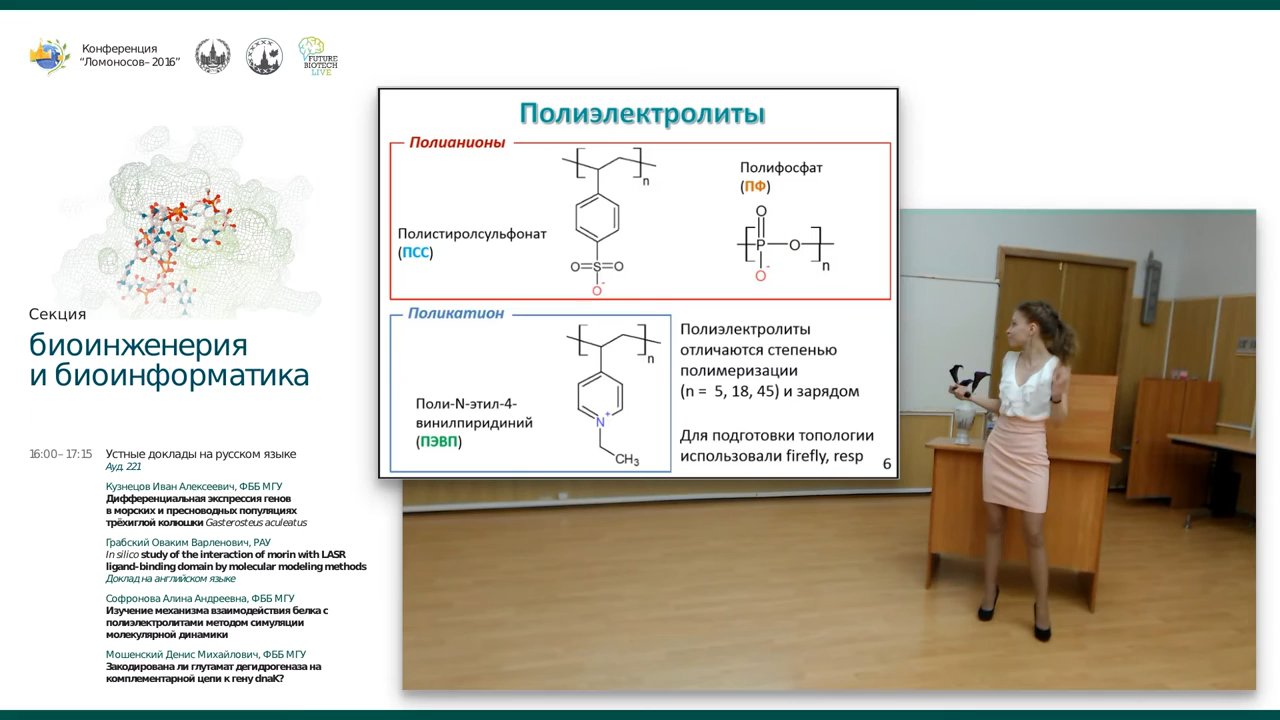 Конференция
“Ломоносов–2016”
FUTURE
BIOTECH
LIVE
Секция
биоинженерия
и биоинформатика
16:00–17:15 Устные доклады на русском языке
Ауд. 221
Кузнецов Иван Алексеевич, ФББ МГУ
Дифференциальная экспрессия генов
в морских и пресноводных популяциях
трёхиглой колюшки Gasterosteus aculeatus
Грабский Оваким Варленович, РАУ
In silico study of the interaction of morin with LASR
ligand-binding domain by molecular modeling methods
Доклад на английском языке
Софронова Алина Андреевна, ФББ МГУ
Изучение механизма взаимодействия белка с
полиэлектролитами методом симуляции
молекулярной динамики
Мошенский Денис Михайлович, ФББ МГУ
Закодирована ли глутамат дегидрогеназа на
комплементарной цепи к гену dnaK?
Полиэлектролиты
Полианионы
Полистиролсульфонат
(ПСС)
n
O=S=O
O-
Полифосфат
(ПФ)
O
P O
n
O-
Поликатион
Поли-N-этил-4-
винилпиридиний
(ПЭВП)
n
N+
CH3
Полиэлектролиты
отличаются степенью
полимеризации
(n = 5, 18, 45) и зарядом
Для подготовки топологии
использовали firefly, resp
6